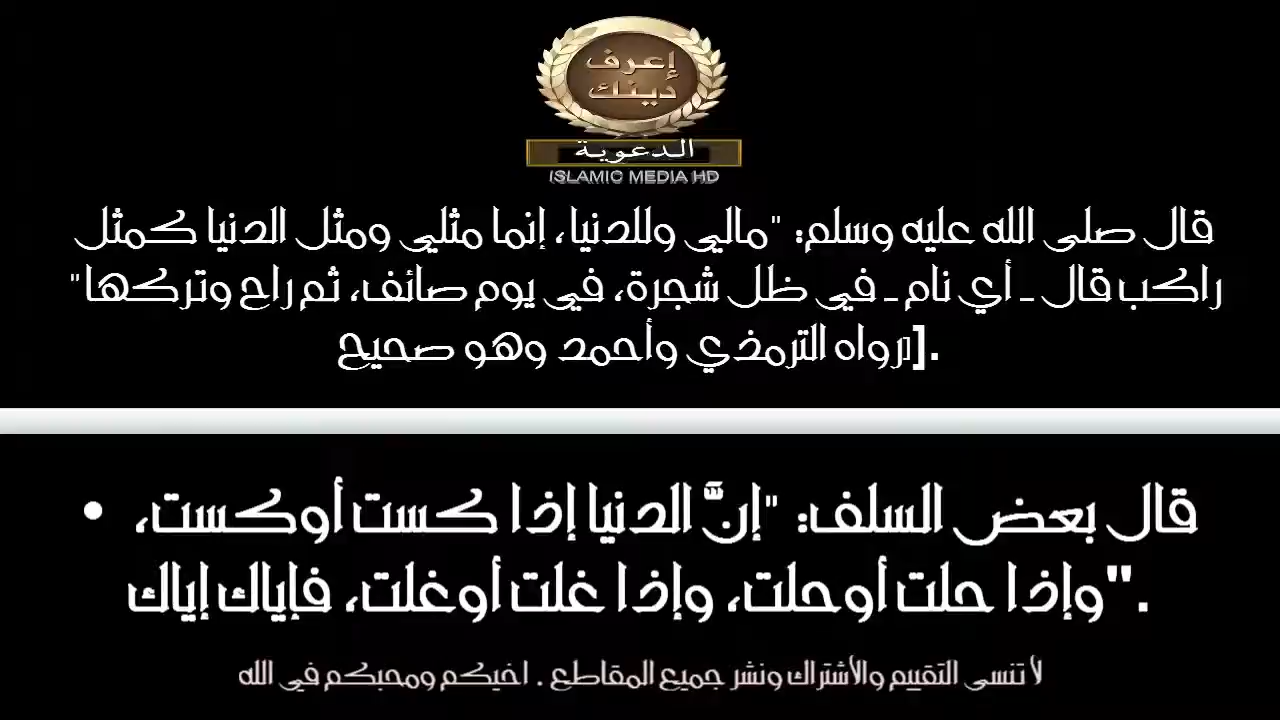 إعرف
دينك
الدعوية
ISLAMIC MEDIA HD
قال صلى الله عليه وسلم: "مالي وللدنيا، إنما مثلي ومثل الدنيا كمثل
راكب قال ـ أي نام ـ في ظل شجرة، في يوم صائف، ثم راح وتركها"
[رواه الترمذي وأحمد وهو صحيح.
• قال بعض السلف: "إنَّ الدنيا إذا كست أوكست،
وإذا حلت أوحلت، وإذا غلت أوغلت، فإياك إياك".
لأ تنسى التقييم والأشتراك ونشر جميع المقاطع . اخيكم ومحبكم في الله